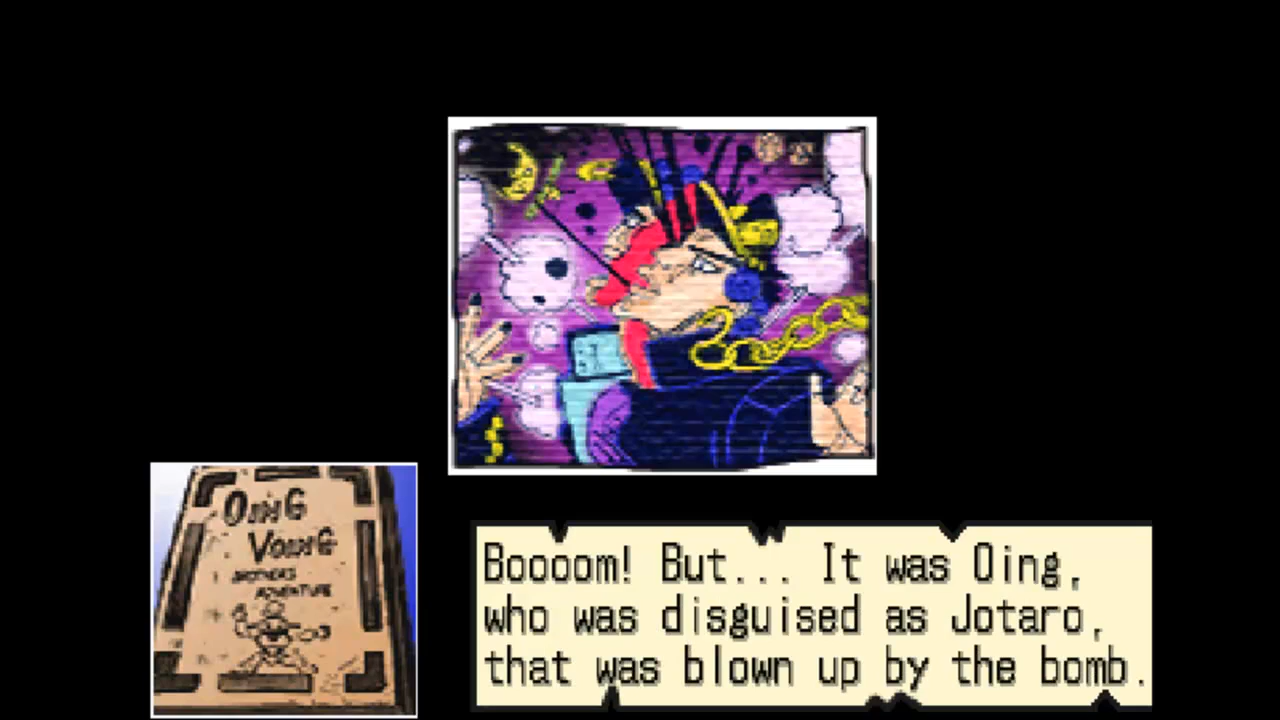 OinG
VoinG
BROTHERS
ADVENTURE
Boooom! But... It was Oing,
who was disguised as Jotaro,
that was blown up by the bomb.